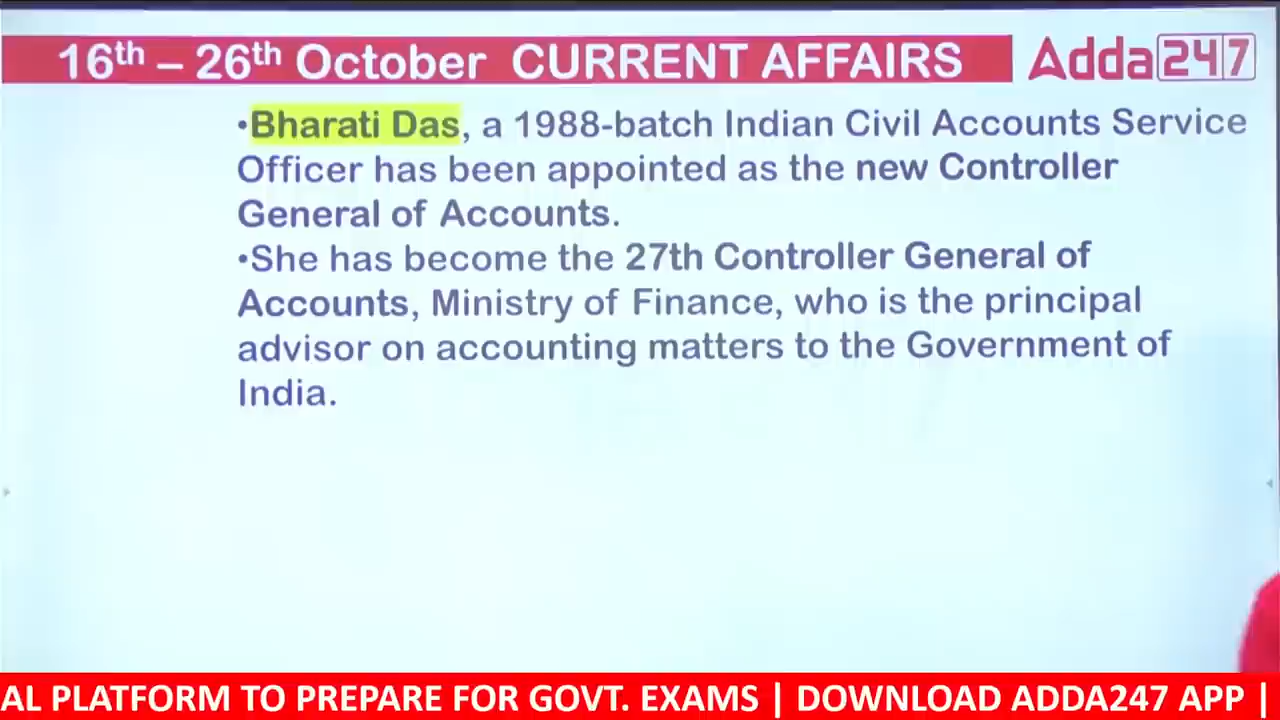 16th – 26th October CURRENT AFFAIRS
Adda247
•Bharati Das, a 1988-batch Indian Civil Accounts Service
Officer has been appointed as the new Controller
General of Accounts.
•She has become the 27th Controller General of
Accounts, Ministry of Finance, who is the principal
advisor on accounting matters to the Government of
India.
AL PLATFORM TO PREPARE FOR GOVT. EXAMS | DOWNLOAD ADDA247 APP |